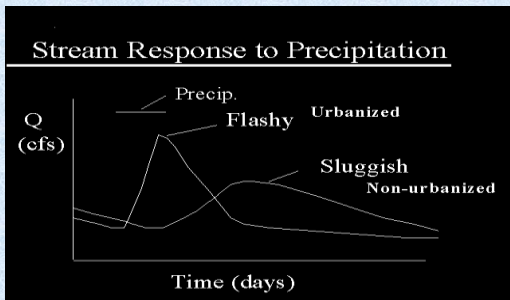 Stream Response to Precipitation
Precip.
Flashy Urbanized
Q
(cfs)
Sluggish
Non-urbanized
Time (days)